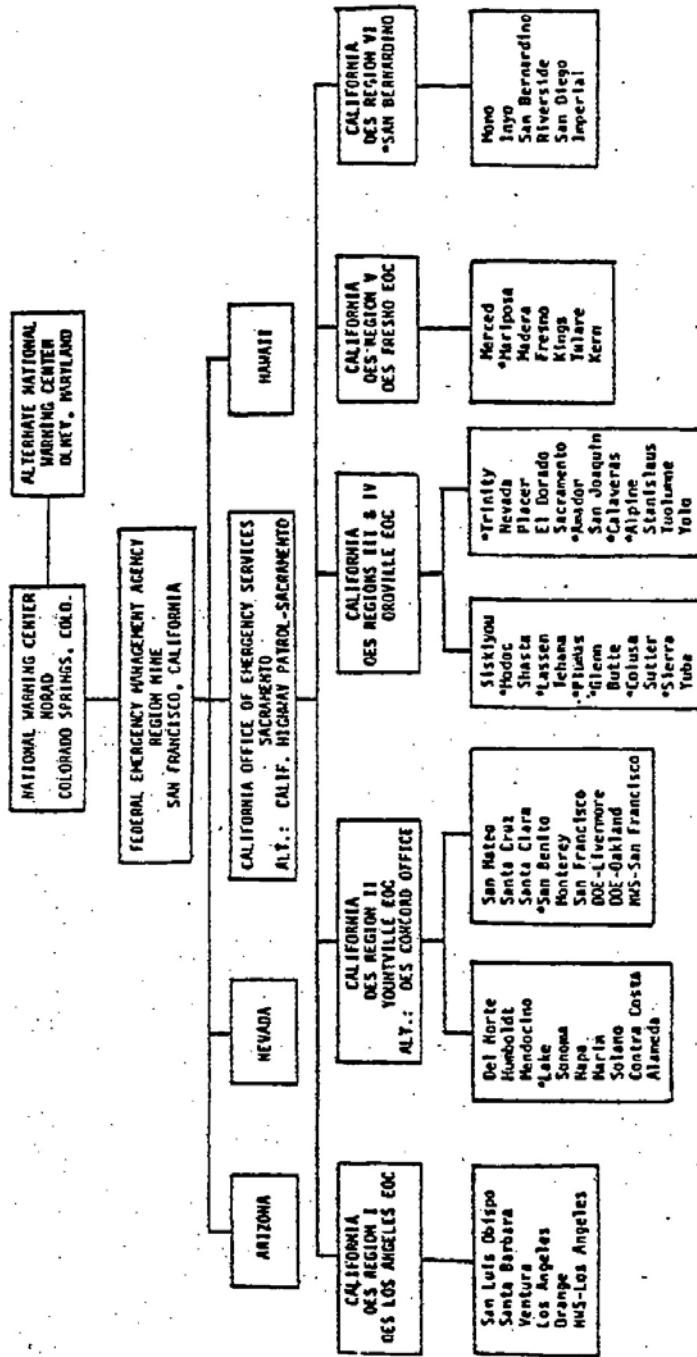 NATIONAL WARNING CENTER
NORAD
COLORADO SPRINGS, COLO.
ALTERNATE NATIONAL
WARNING CENTER
OLNEY, MARYLAND
FEDERAL EMERGENCY MANAGEMENT AGENCY
REGION NINE
SAN FRANCISCO, CALIFORNIA
ARIZONA
NEVADA
CALIFORNIA OFFICE OF EMERGENCY SERVICES
SACRAMENTO
ALT.: CALIF. HIGHWAY PATROL-SACRAMENTO
HAWAII
CALIFORNIA
OES REGION I
OES LOS ANGELES EOC
CALIFORNIA
OES REGION II
YOUNTVILLE EOC
ALT.: OES CONCORD OFFICE
CALIFORNIA
OES REGIONS III & IV
OROVILLE EOC
CALIFORNIA
OES REGION V
OES FRESNO EOC
CALIFORNIA
OES REGION VI
*SAN BERNARDINO
San Luis Obispo
Santa Barbara
Ventura
Los Angeles
Orange
NWS-Los Angeles
Del Norte
Humboldt
Mendocino
*Lake
Sonoma
Napa
Marin
Solano
Contra Costa
Alameda
San Mateo
Santa Cruz
Santa Clara
*San Benito
Monterey
San Francisco
DOE-Livermore
DOE-Oakland
NWS-San Francisco
Siskiyou
*Modoc
Shasta
*Lassen
Tehama
*Plumas
*Glenn
Butte
*Colusa
Sutter
*Sierra
Yuba
*Trinity
Nevada
Placer
El Dorado
Sacramento
*Amador
San Joaquin
*Calaveras
*Alpine
Stanislaus
Tuolumne
Yolo
Merced
*Mariposa
Madera
Fresno
Kings
Tulare
Kern
Mono
Inyo
San Bernardino
Riverside
San Diego
Imperial